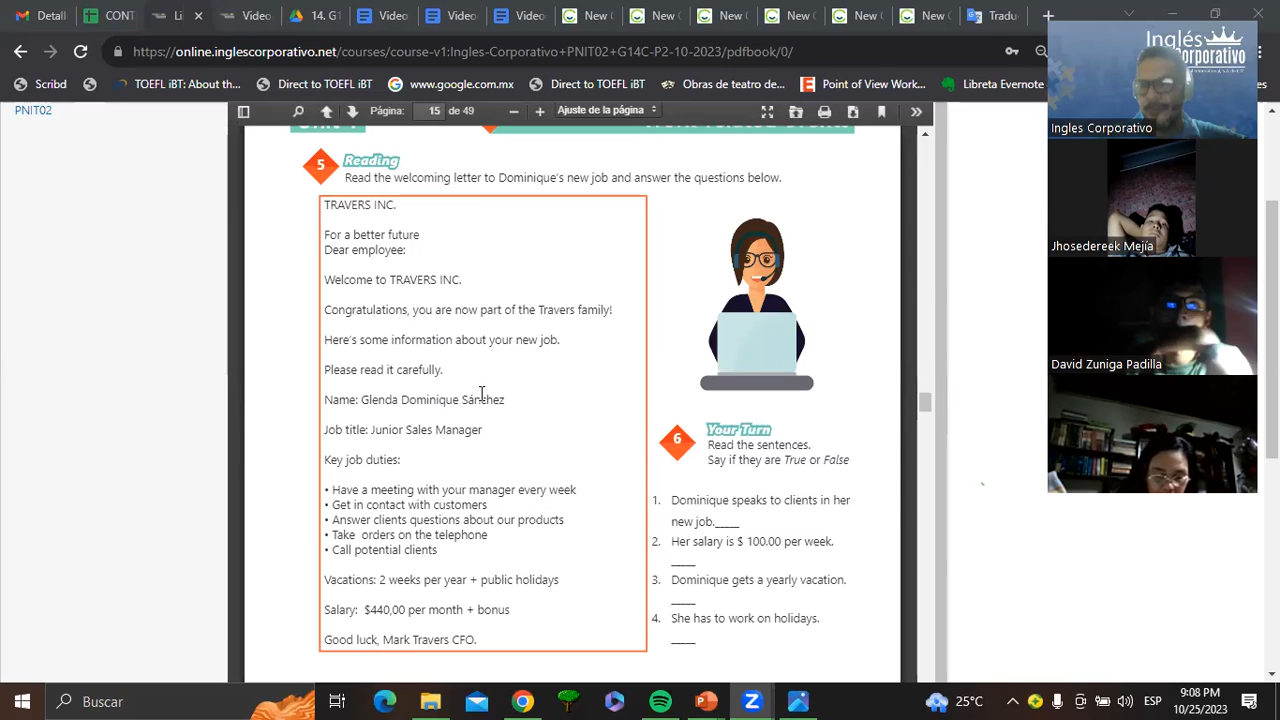 Detail
CONT
Video
14. G1
Video
Video
Video
New C
New C
New C
New C
New C
New C
Tradu
https://online.inglescorporativo.net/courses/course-v1:Ingles-Corporativo+PNIT02+G14C-P2-10-2023/pdfbook/0/
Scribd
TOEFL iBT: About the...
Direct to TOEFL iBT
https://www.google.com.mx
Direct to TOEFL iBT
Obras de teatro de...
Point of View Work...
Libreta Evernote
PNIT02
Página:
15
de 49
Ajuste de la página
5
Reading
Read the welcoming letter to Dominique's new job and answer the questions below.
TRAVERS INC.
For a better future
Dear employee:
Welcome to TRAVERS INC.
Congratulations, you are now part of the Travers family!
Here's some information about your new job.
Please read it carefully.
Name: Glenda Dominique Sánchez
Job title: Junior Sales Manager
Key job duties:
• Have a meeting with your manager every week
• Get in contact with customers
• Answer clients questions about our products
• Take orders on the telephone
• Call potential clients
Vacations: 2 weeks per year + public holidays
Salary: $440,00 per month + bonus
Good luck, Mark Travers CFO.
6
Your Turn
Read the sentences.
Say if they are True or False
1. Dominique speaks to clients in her
new job._____
2. Her salary is $ 100.00 per week.
_____
3. Dominique gets a yearly vacation.
_____
4. She has to work on holidays.
_____
Inglés
Corporativo
Ingles Corporativo
Jhosedereek Mejía
David Zuniga Padilla
Buscar
25°C
ESP
9:08 PM
10/25/2023